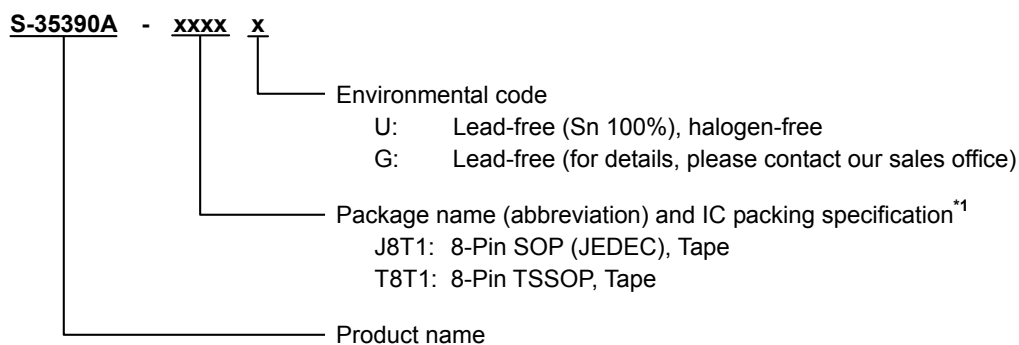 S-35390A - xxxx x
Environmental code
U: Lead-free (Sn 100%), halogen-free
G: Lead-free (for details, please contact our sales office)
Package name (abbreviation) and IC packing specification*1
J8T1: 8-Pin SOP (JEDEC), Tape
T8T1: 8-Pin TSSOP, Tape
Product name